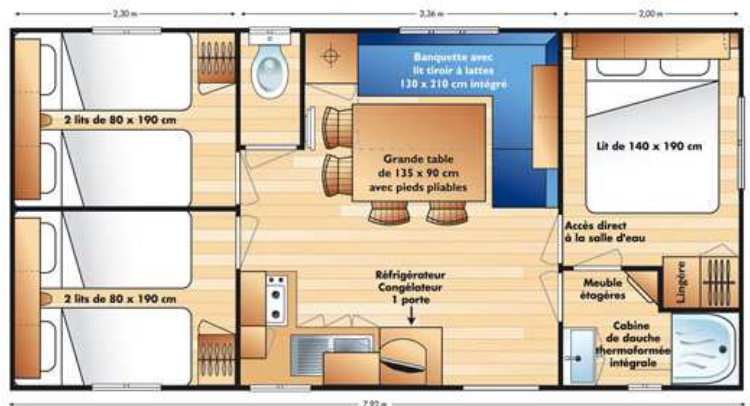 2,30 m
2,36 m
2,00 m
Banquette avec
lit tiroir à lattes
130 x 210 cm intégré
2 lits de 80 x 190 cm
Grande table
de 135 x 90 cm
avec pieds pliables
Lit de 140 x 190 cm
Accès direct
à la salle d'eau
2 lits de 80 x 190 cm
Réfrigérateur
Congélateur
1 porte
Meuble
étagères
Lingère
Cabine
de douche
thermoformée
intégrale
7,92 m